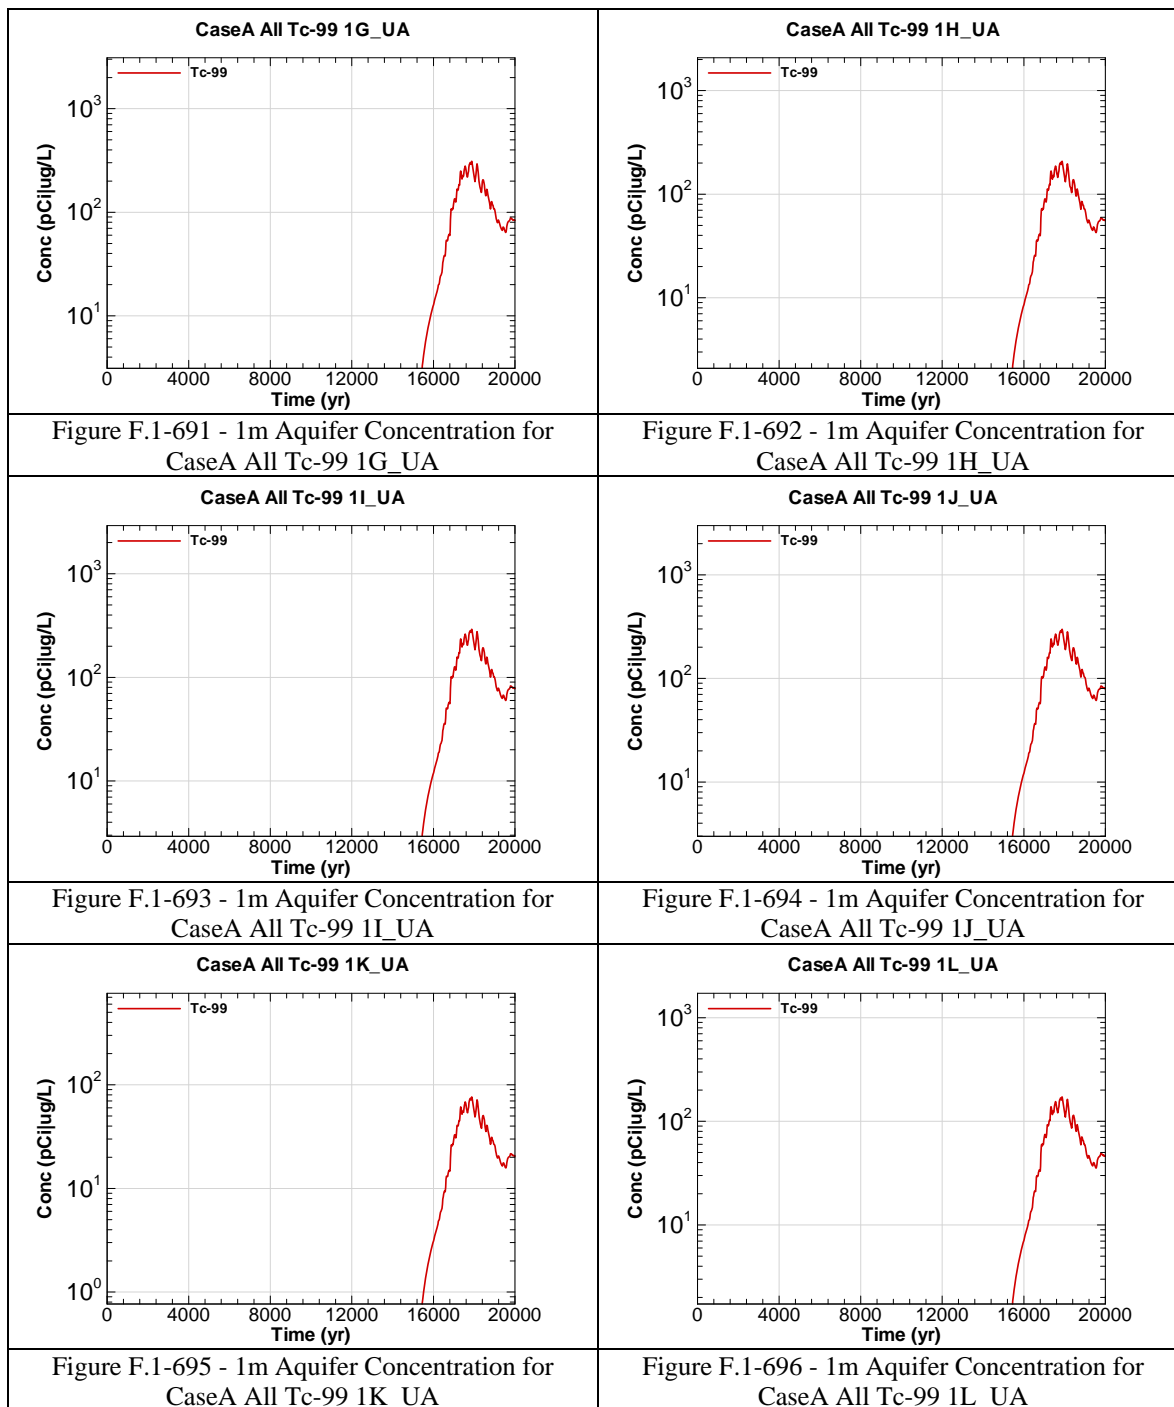 CaseA All Tc-99 1G_UA
Tc-99
10^3
10^2
10^1
Conc (pCi|ug/L)
0 4000 8000 12000 16000 20000
Time (yr)
Figure F.1-691 - 1m Aquifer Concentration for
CaseA All Tc-99 1G_UA
CaseA All Tc-99 1H_UA
Tc-99
10^3
10^2
10^1
Conc (pCi|ug/L)
0 4000 8000 12000 16000 20000
Time (yr)
Figure F.1-692 - 1m Aquifer Concentration for
CaseA All Tc-99 1H_UA
CaseA All Tc-99 1I_UA
Tc-99
10^3
10^2
10^1
Conc (pCi|ug/L)
0 4000 8000 12000 16000 20000
Time (yr)
Figure F.1-693 - 1m Aquifer Concentration for
CaseA All Tc-99 1I_UA
CaseA All Tc-99 1J_UA
Tc-99
10^3
10^2
10^1
Conc (pCi|ug/L)
0 4000 8000 12000 16000 20000
Time (yr)
Figure F.1-694 - 1m Aquifer Concentration for
CaseA All Tc-99 1J_UA
CaseA All Tc-99 1K_UA
Tc-99
10^2
10^1
10^0
Conc (pCi|ug/L)
0 4000 8000 12000 16000 20000
Time (yr)
Figure F.1-695 - 1m Aquifer Concentration for
CaseA All Tc-99 1K_UA
CaseA All Tc-99 1L_UA
Tc-99
10^3
10^2
10^1
Conc (pCi|ug/L)
0 4000 8000 12000 16000 20000
Time (yr)
Figure F.1-696 - 1m Aquifer Concentration for
CaseA All Tc-99 1L_UA